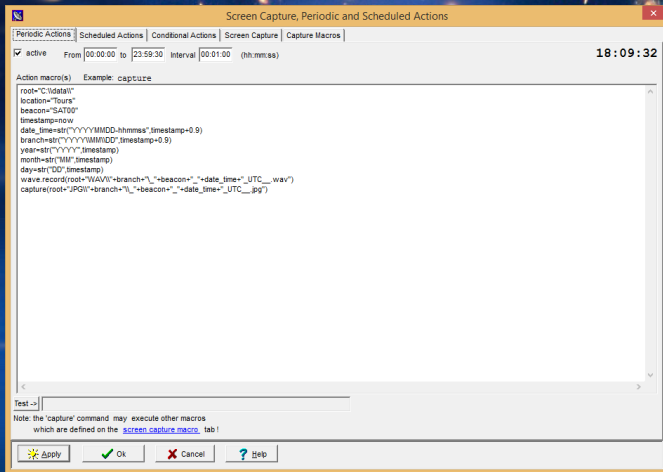 Screen Capture, Periodic and Scheduled Actions
Periodic Actions Scheduled Actions Conditional Actions Screen Capture Capture Macros
active From 00:00:00 to 23:59:30 Interval 00:01:00 (hh:mm:ss) 18:09:32
Action macro(s) Example: capture
root="C:\\data\\"
location="Tours"
beacon="SAT00"
timestamp=now
date_time=str("YYYYMMDD-hhmmss",timestamp+0.9)
branch=str("YYYY\\MM\\DD",timestamp+0.9)
year=str("YYYY",timestamp)
month=str("MM",timestamp)
day=str("DD",timestamp)
wave.record(root+"WAV\\"+branch+"\_"+beacon+"_"+date_time+"_UTC__.wav")
capture(root+"JPG\\"+branch+"\\_"+beacon+"_"+date_time+"_UTC__.jpg")
Test ->
Note: the 'capture' command may execute other macros
which are defined on the screen capture macro tab !
Apply Ok Cancel Help